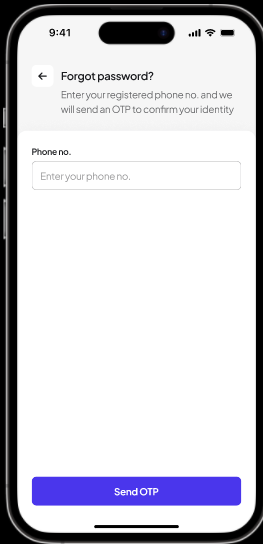 9:41
Forgot password?
Enter your registered phone no. and we
will send an OTP to confirm your identity
Phone no.
Enter your phone no.
Send OTP